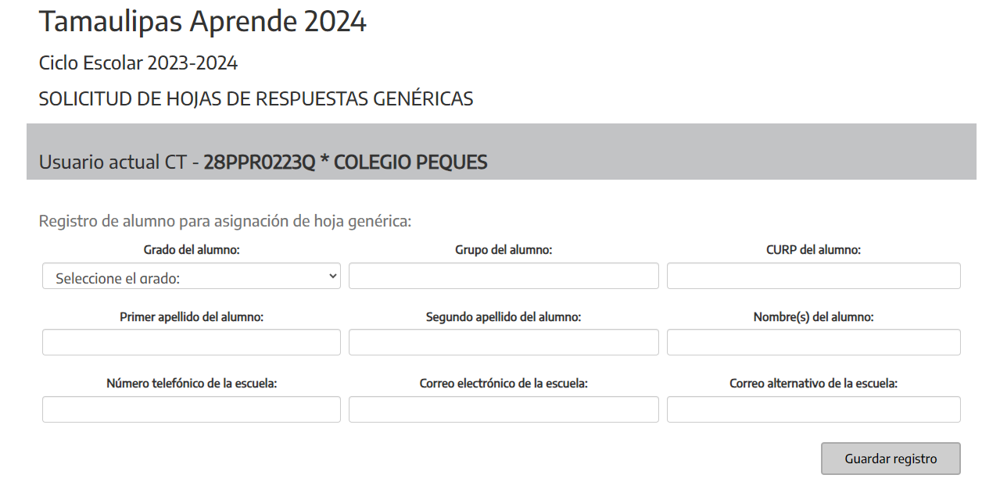 Tamaulipas Aprende 2024
Ciclo Escolar 2023-2024
SOLICITUD DE HOJAS DE RESPUESTAS GENÉRICAS
Usuario actual CT - 28PPR0223Q * COLEGIO PEQUES
Registro de alumno para asignación de hoja genérica:
Grado del alumno: Grupo del alumno: CURP del alumno:
Seleccione el grado:
Primer apellido del alumno: Segundo apellido del alumno: Nombre(s) del alumno:
Número telefónico de la escuela: Correo electrónico de la escuela: Correo alternativo de la escuela:
Guardar registro